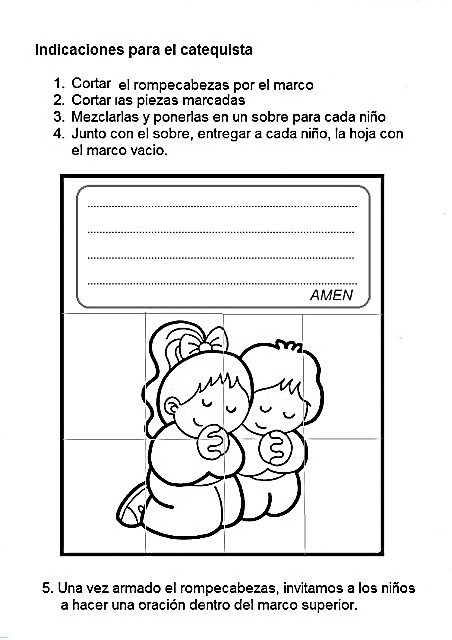 Indicaciones para el catequista
1. Cortar el rompecabezas por el marco
2. Cortar las piezas marcadas
3. Mezclarlas y ponerlas en un sobre para cada niño
4. Junto con el sobre, entregar a cada niño, la hoja con
el marco vacio.
AMEN
5. Una vez armado el rompecabezas, invitamos a los niños
a hacer una oración dentro del marco superior.